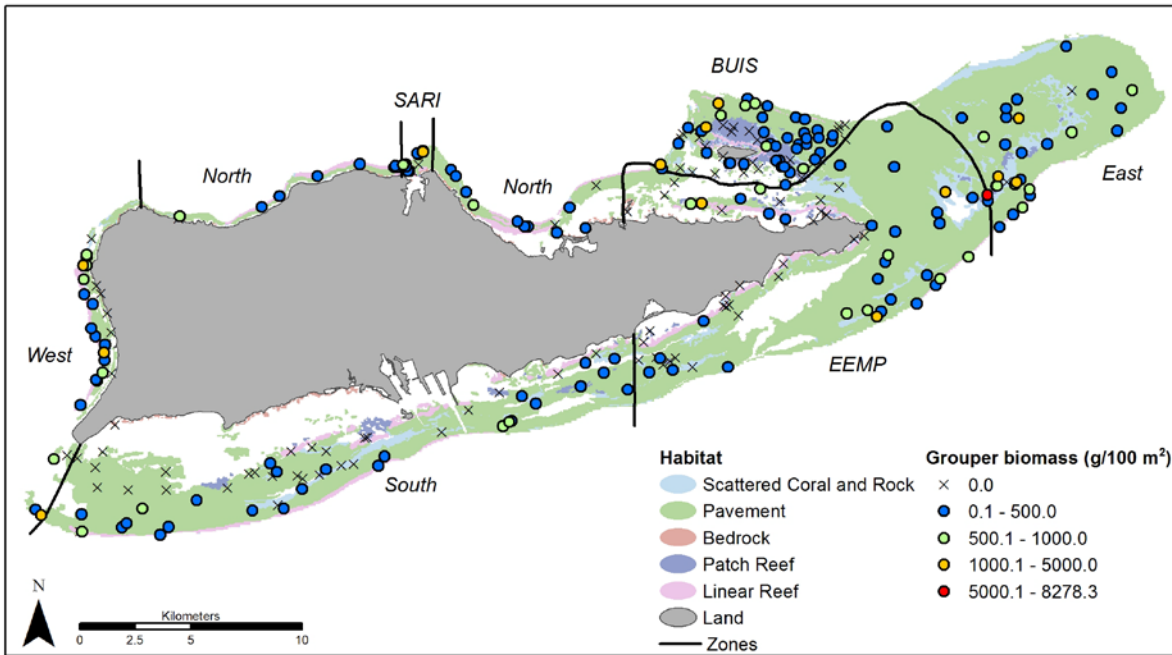 BUIS
SARI
North
North
East
West
EEMP
South
Habitat
Scattered Coral and Rock
Pavement
Bedrock
Patch Reef
Linear Reef
Land
Zones
Grouper biomass (g/100 m²)
0.0
0.1 - 500.0
500.1 - 1000.0
1000.1 - 5000.0
5000.1 - 8278.3
N
Kilometers
0 2.5 5 10